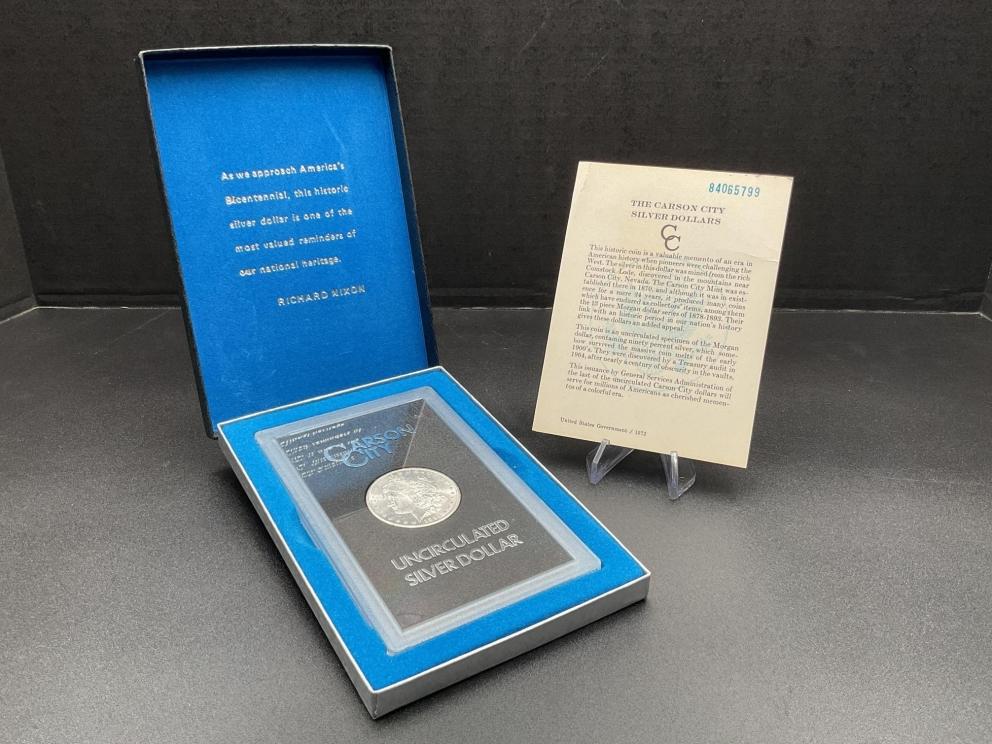 As we approach America's
Bicentennial, this historic
silver dollar is one of the
most valued reminders of
our national heritage.
RICHARD NIXON
CARSON
CITY
UNCIRCULATED
SILVER DOLLAR
84065799
THE CARSON CITY
SILVER DOLLARS
CC
This historic coin is a valuable memento of an era in
American history when pioneers were challenging the
West. The silver in this dollar was mined from the rich
Comstock Lode, discovered in the mountains near
Carson City, Nevada. The Carson City Mint was es-
tablished there in 1870, and although it was in exist-
ence for a mere 24 years, it produced many coins
which have endured as collectors' items, among them
the 13 piece Morgan dollar series of 1878-1893. Their
link with an historic period in our nation's history
gives these dollars an added appeal.
This coin is an uncirculated specimen of the Morgan
dollar, containing ninety percent silver, which some-
how survived the massive coin melts of the early
1900's. They were discovered by a Treasury audit in
1964, after nearly a century of obscurity in the vaults.
This issuance by General Services Administration of
the last of the uncirculated Carson City dollars will
serve for millions of Americans as cherished memen-
tos of a colorful era.
United States Government / 1972